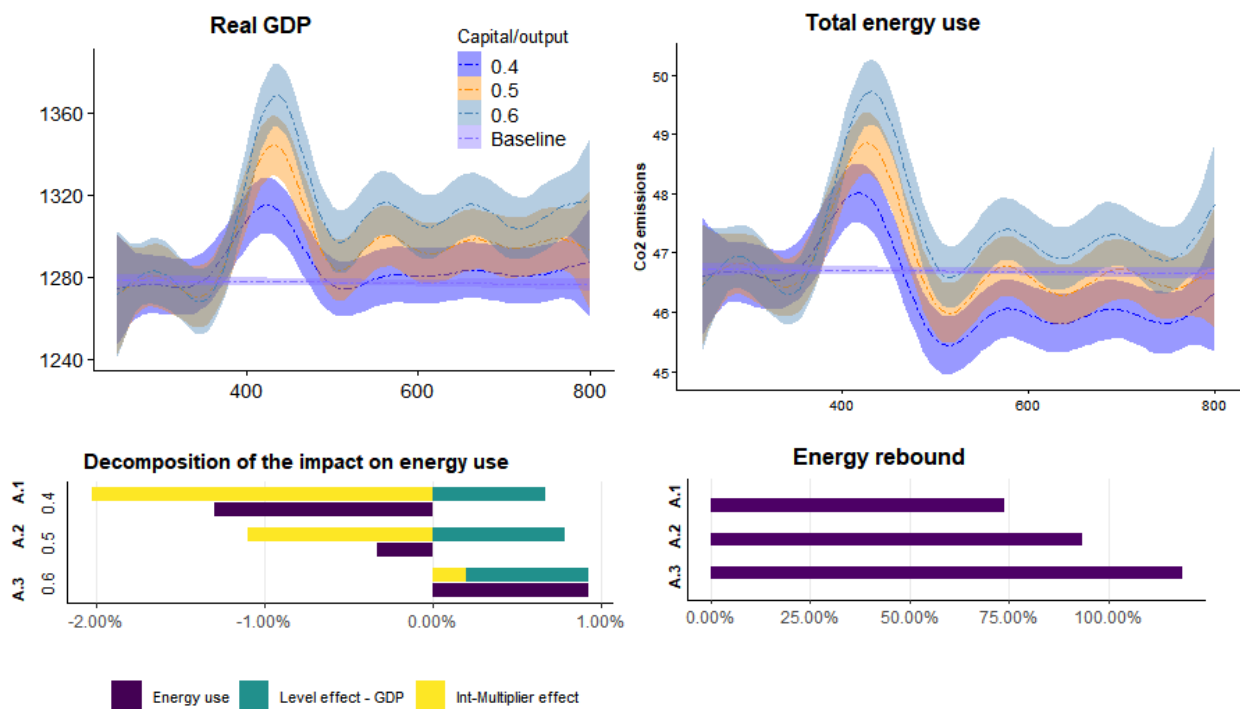 Real GDP
Capital/output
0.4
0.5
0.6
Baseline
1360
1320
1280
1240
400
600
800
Total energy use
Co2 emissions
50
49
48
47
46
45
400
600
800
Decomposition of the impact on energy use
A.1
0.4
A.2
0.5
A.3
0.6
-2.00%
-1.00%
0.00%
1.00%
Energy rebound
A.1
A.2
A.3
0.00%
25.00%
50.00%
75.00%
100.00%
Energy use
Level effect - GDP
Int-Multiplier effect